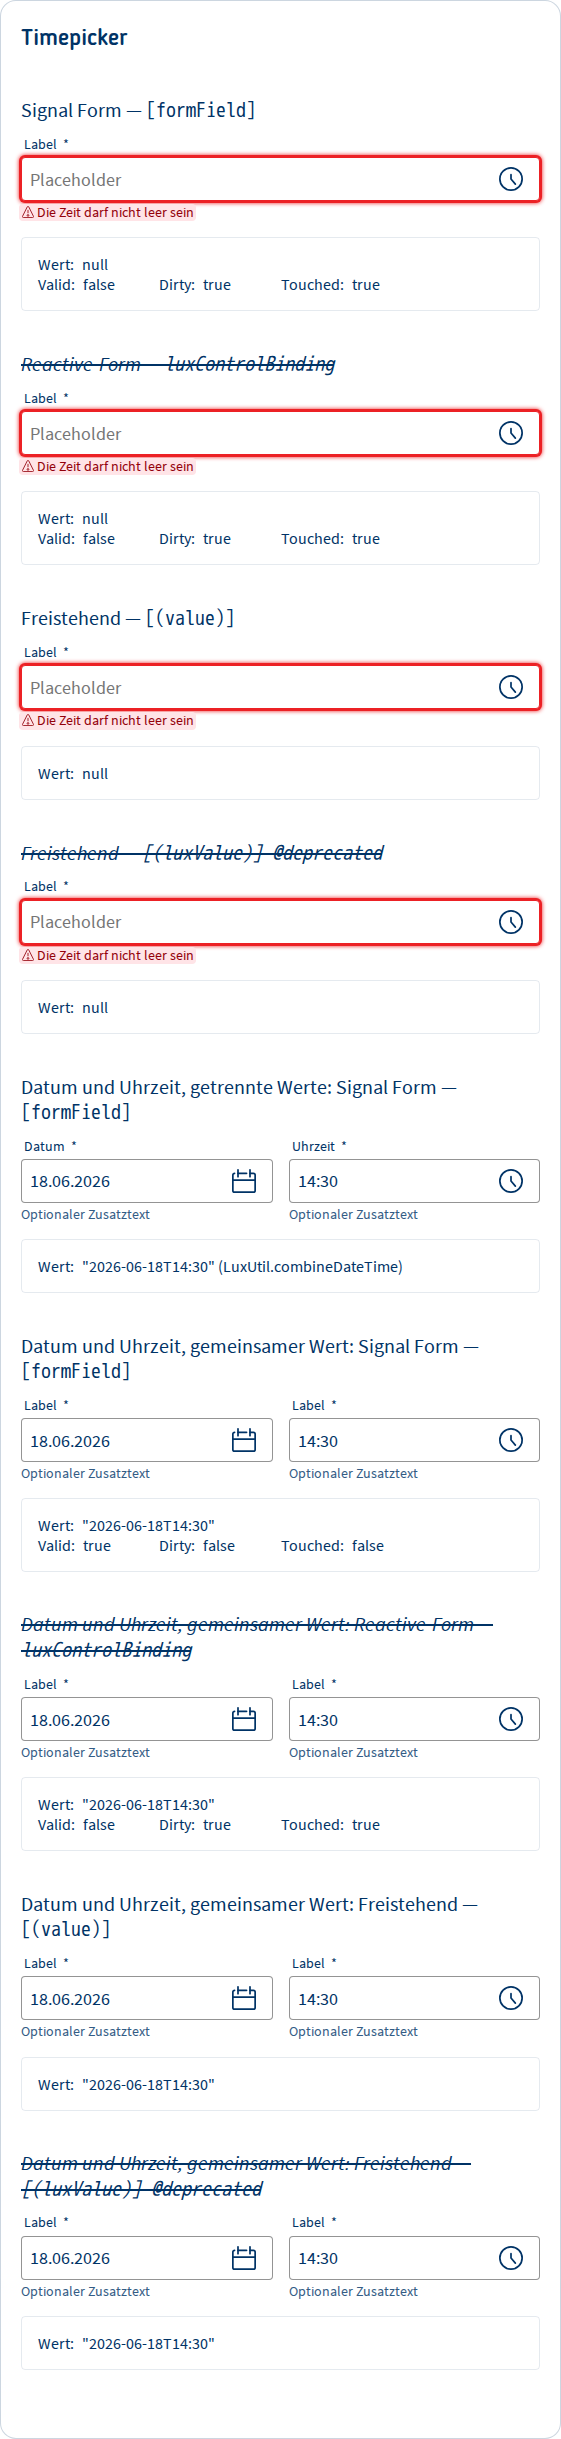 Timepicker
Signal Form — [formField]
Label *
Placeholder
Die Zeit darf nicht leer sein
Wert: null
Valid: false Dirty: true Touched: true
Reactive Form — luxControlBinding
Label *
Placeholder
Die Zeit darf nicht leer sein
Wert: null
Valid: false Dirty: true Touched: true
Freistehend — [(value)]
Label *
Placeholder
Die Zeit darf nicht leer sein
Wert: null
Freistehend — [(luxValue)] @deprecated
Label *
Placeholder
Die Zeit darf nicht leer sein
Wert: null
Datum und Uhrzeit, getrennte Werte: Signal Form —
[formField]
Datum * Uhrzeit *
18.06.2026 14:30
Optionaler Zusatztext Optionaler Zusatztext
Wert: "2026-06-18T14:30" (LuxUtil.combineDateTime)
Datum und Uhrzeit, gemeinsamer Wert: Signal Form —
[formField]
Label * Label *
18.06.2026 14:30
Optionaler Zusatztext Optionaler Zusatztext
Wert: "2026-06-18T14:30"
Valid: true Dirty: false Touched: false
Datum und Uhrzeit, gemeinsamer Wert: Reactive Form —
luxControlBinding
Label * Label *
18.06.2026 14:30
Optionaler Zusatztext Optionaler Zusatztext
Wert: "2026-06-18T14:30"
Valid: false Dirty: true Touched: true
Datum und Uhrzeit, gemeinsamer Wert: Freistehend —
[(value)]
Label * Label *
18.06.2026 14:30
Optionaler Zusatztext Optionaler Zusatztext
Wert: "2026-06-18T14:30"
Datum und Uhrzeit, gemeinsamer Wert: Freistehend —
[(luxValue)] @deprecated
Label * Label *
18.06.2026 14:30
Optionaler Zusatztext Optionaler Zusatztext
Wert: "2026-06-18T14:30"